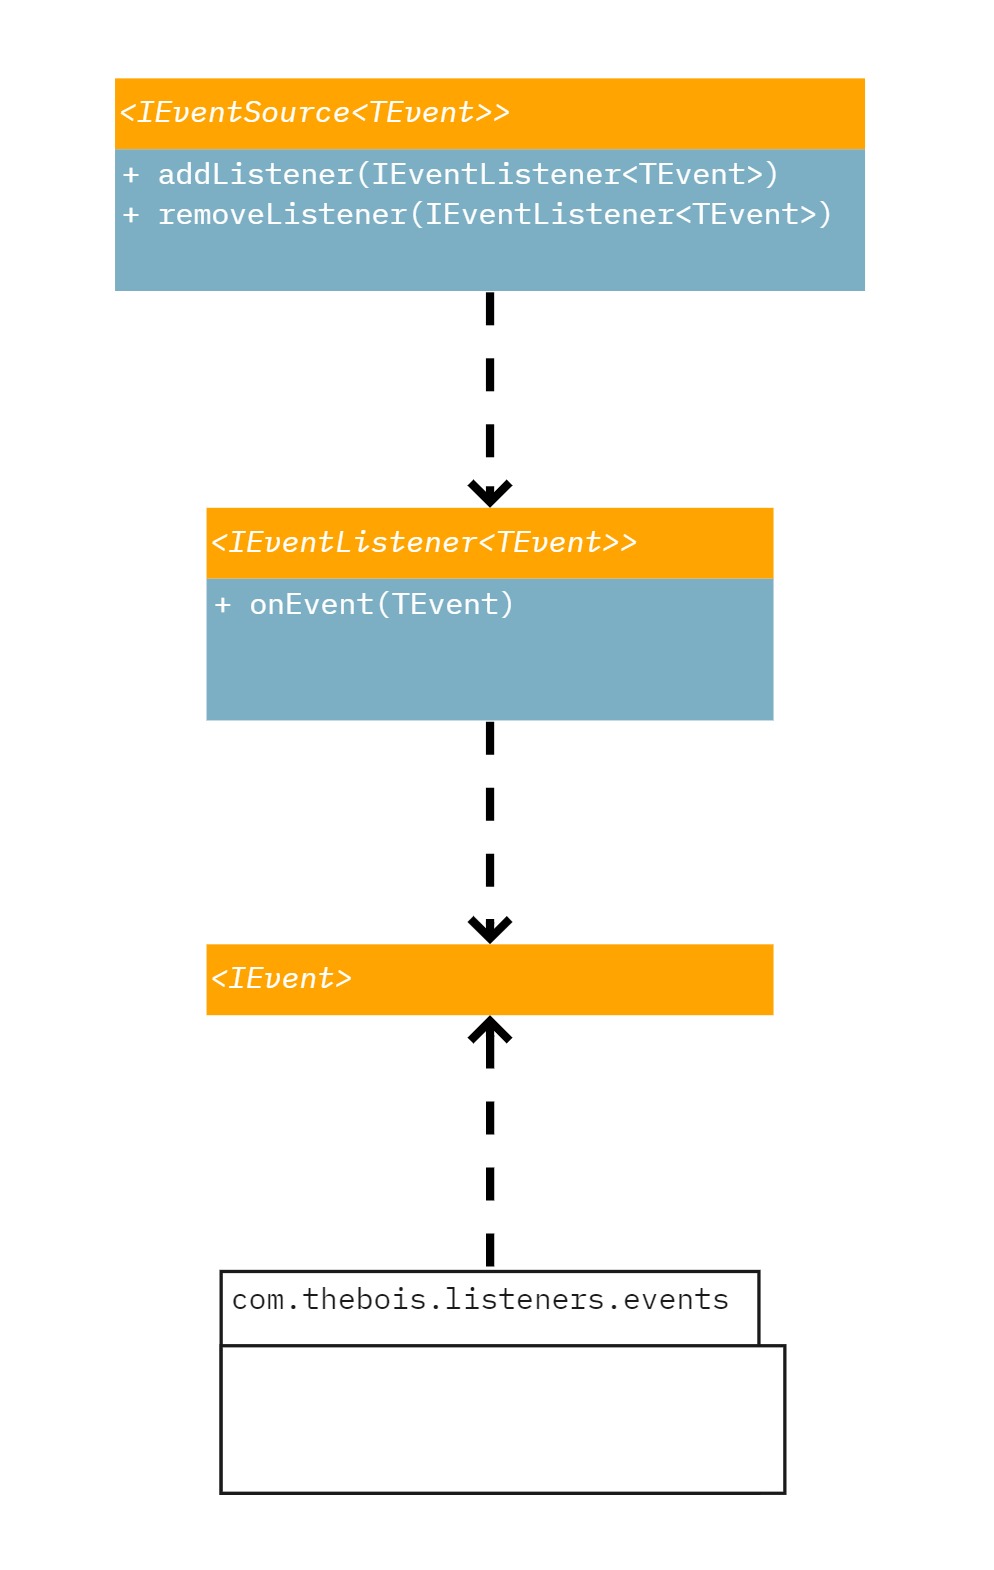 <IEventSource<TEvent>>
+ addListener(IEventListener<TEvent>)
+ removeListener(IEventListener<TEvent>)
<IEventListener<TEvent>>
+ onEvent(TEvent)
<IEvent>
com.thebois.listeners.events